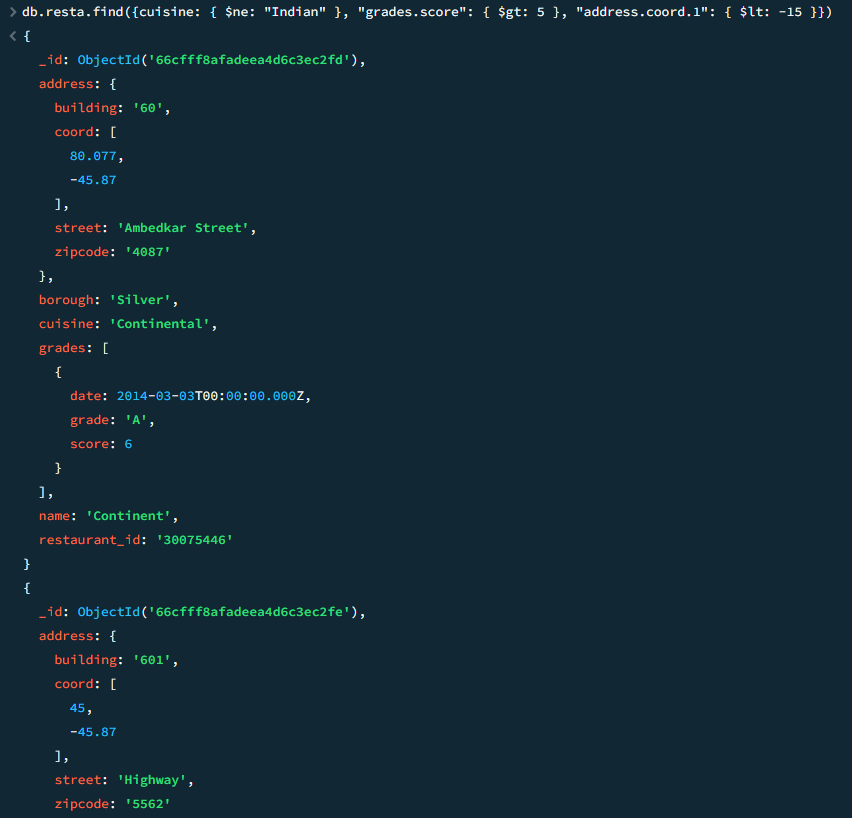 > db.resta.find({cuisine: { $ne: "Indian" }, "grades.score": { $gt: 5 }, "address.coord.1": { $lt: -15 }})
< {
    _id: ObjectId('66cfff8afadeea4d6c3ec2fd'),
    address: {
      building: '60',
      coord: [
        80.077,
        -45.87
      ],
      street: 'Ambedkar Street',
      zipcode: '4087'
    },
    borough: 'Silver',
    cuisine: 'Continental',
    grades: [
      {
        date: 2014-03-03T00:00:00.000Z,
        grade: 'A',
        score: 6
      }
    ],
    name: 'Continent',
    restaurant_id: '30075446'
  }
  {
    _id: ObjectId('66cfff8afadeea4d6c3ec2fe'),
    address: {
      building: '601',
      coord: [
        45,
        -45.87
      ],
      street: 'Highway',
      zipcode: '5562'